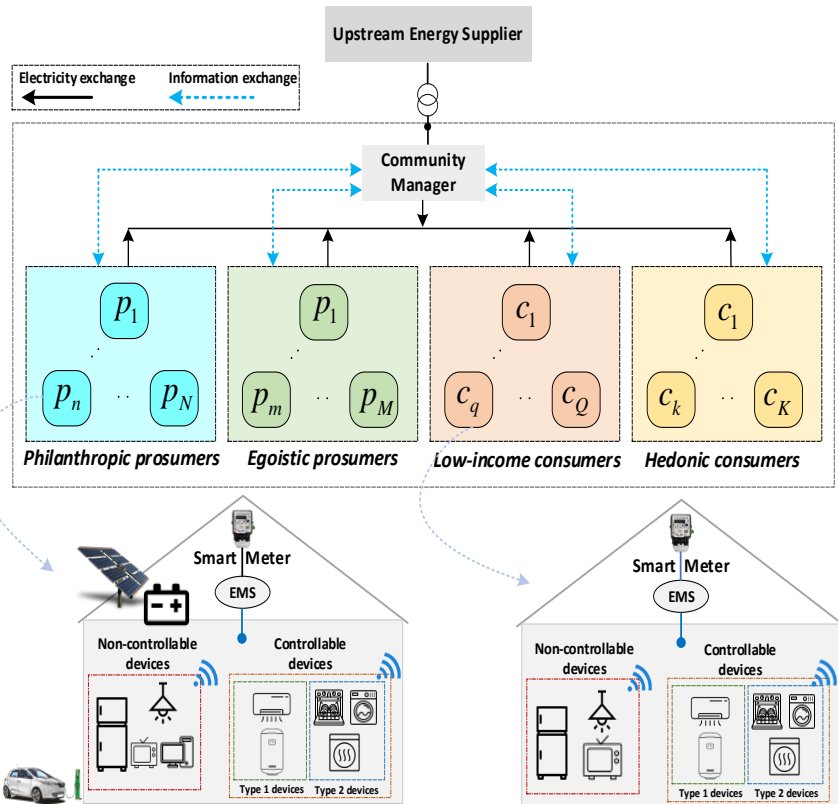 Upstream Energy Supplier
Electricity exchange
Information exchange
Community
Manager
p1
pn
··
pN
Philanthropic prosumers
p1
pm
··
pM
Egoistic prosumers
c1
cq
··
cQ
Low-income consumers
c1
ck
··
cK
Hedonic consumers
Smart Meter
EMS
Non-controllable
devices
Controllable
devices
Type 1 devices
Type 2 devices
Smart Meter
EMS
Non-controllable
devices
Controllable
devices
Type 1 devices
Type 2 devices